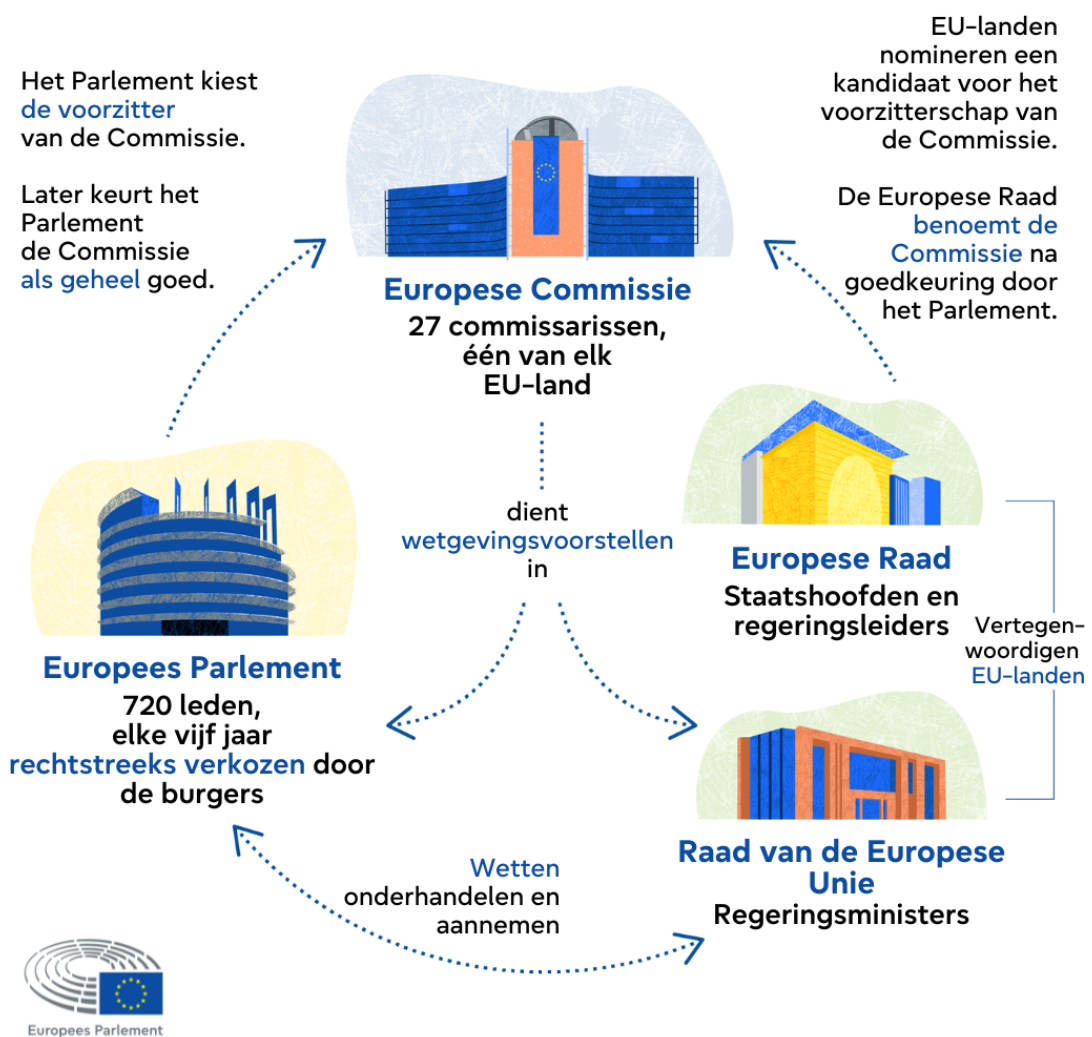 Het Parlement kiest
de voorzitter
van de Commissie.
Later keurt het
Parlement
de Commissie
als geheel goed.
EU-landen
nomineren een
kandidaat voor het
voorzitterschap van
de Commissie.
De Europese Raad
benoemt de
Commissie na
goedkeuring door
het Parlement.
Europese Commissie
27 commissarissen,
één van elk
EU-land
dient
wetgevingsvoorstellen
in
Europese Raad
Staatshoofden en
regeringsleiders
Vertegen-
woordigen
EU-landen
Europees Parlement
720 leden,
elke vijf jaar
rechtstreeks verkozen door
de burgers
Raad van de Europese
Unie
Regeringsministers
Wetten
onderhandelen en
aannemen
Europees Parlement